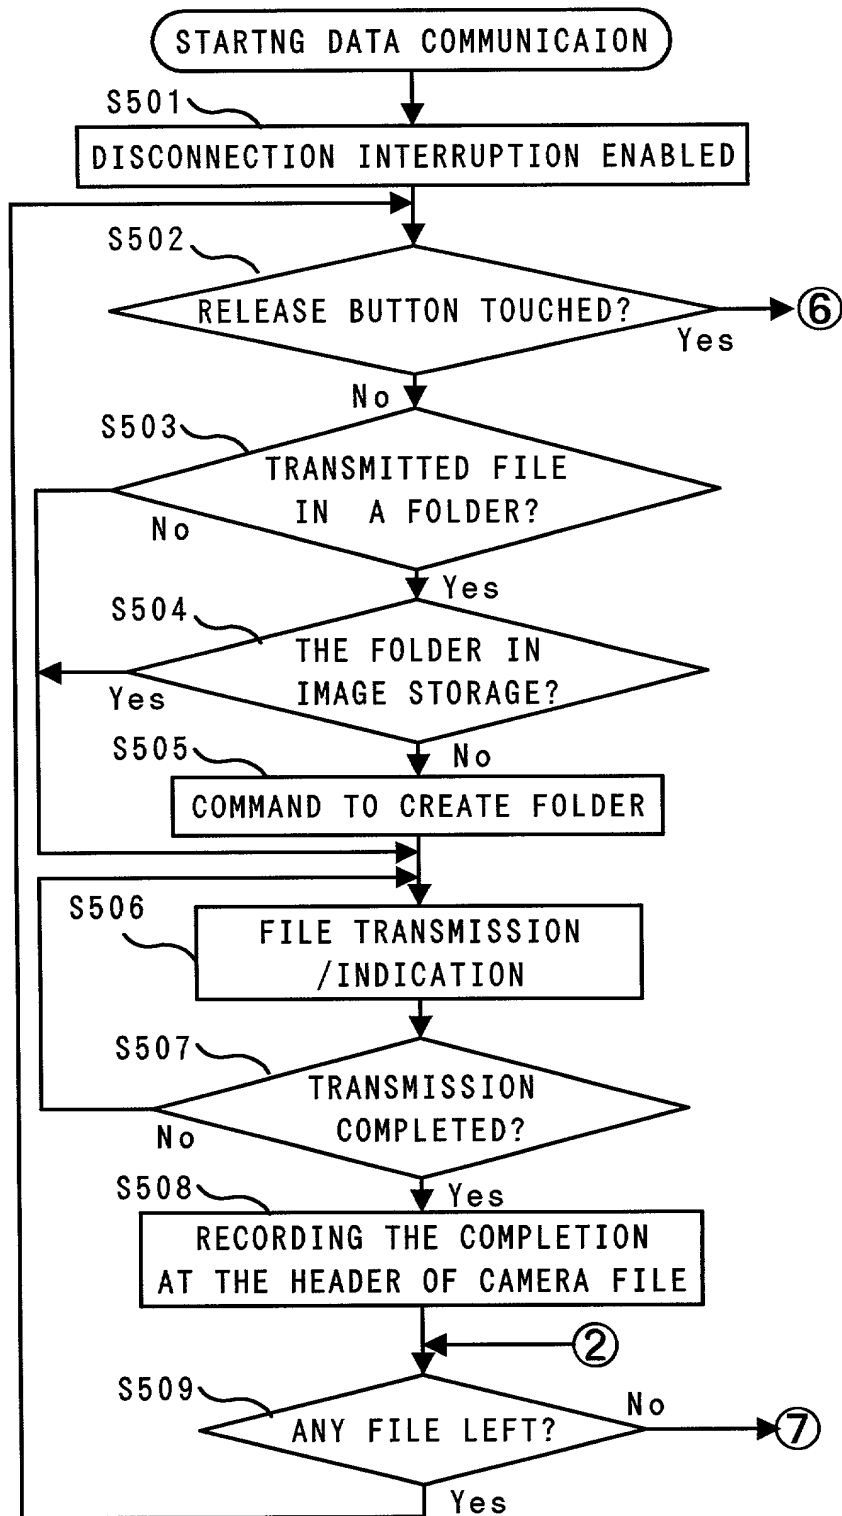 STARTNG DATA COMMUNICAION
S501
DISCONNECTION INTERRUPTION ENABLED
S502
RELEASE BUTTON TOUCHED?
⑥
Yes
No
S503
TRANSMITTED FILE
IN A FOLDER?
No
Yes
S504
THE FOLDER IN
IMAGE STORAGE?
Yes
No
S505
COMMAND TO CREATE FOLDER
S506
FILE TRANSMISSION
/INDICATION
S507
TRANSMISSION
COMPLETED?
No
Yes
S508
RECORDING THE COMPLETION
AT THE HEADER OF CAMERA FILE
②
S509
ANY FILE LEFT?
No
⑦
Yes